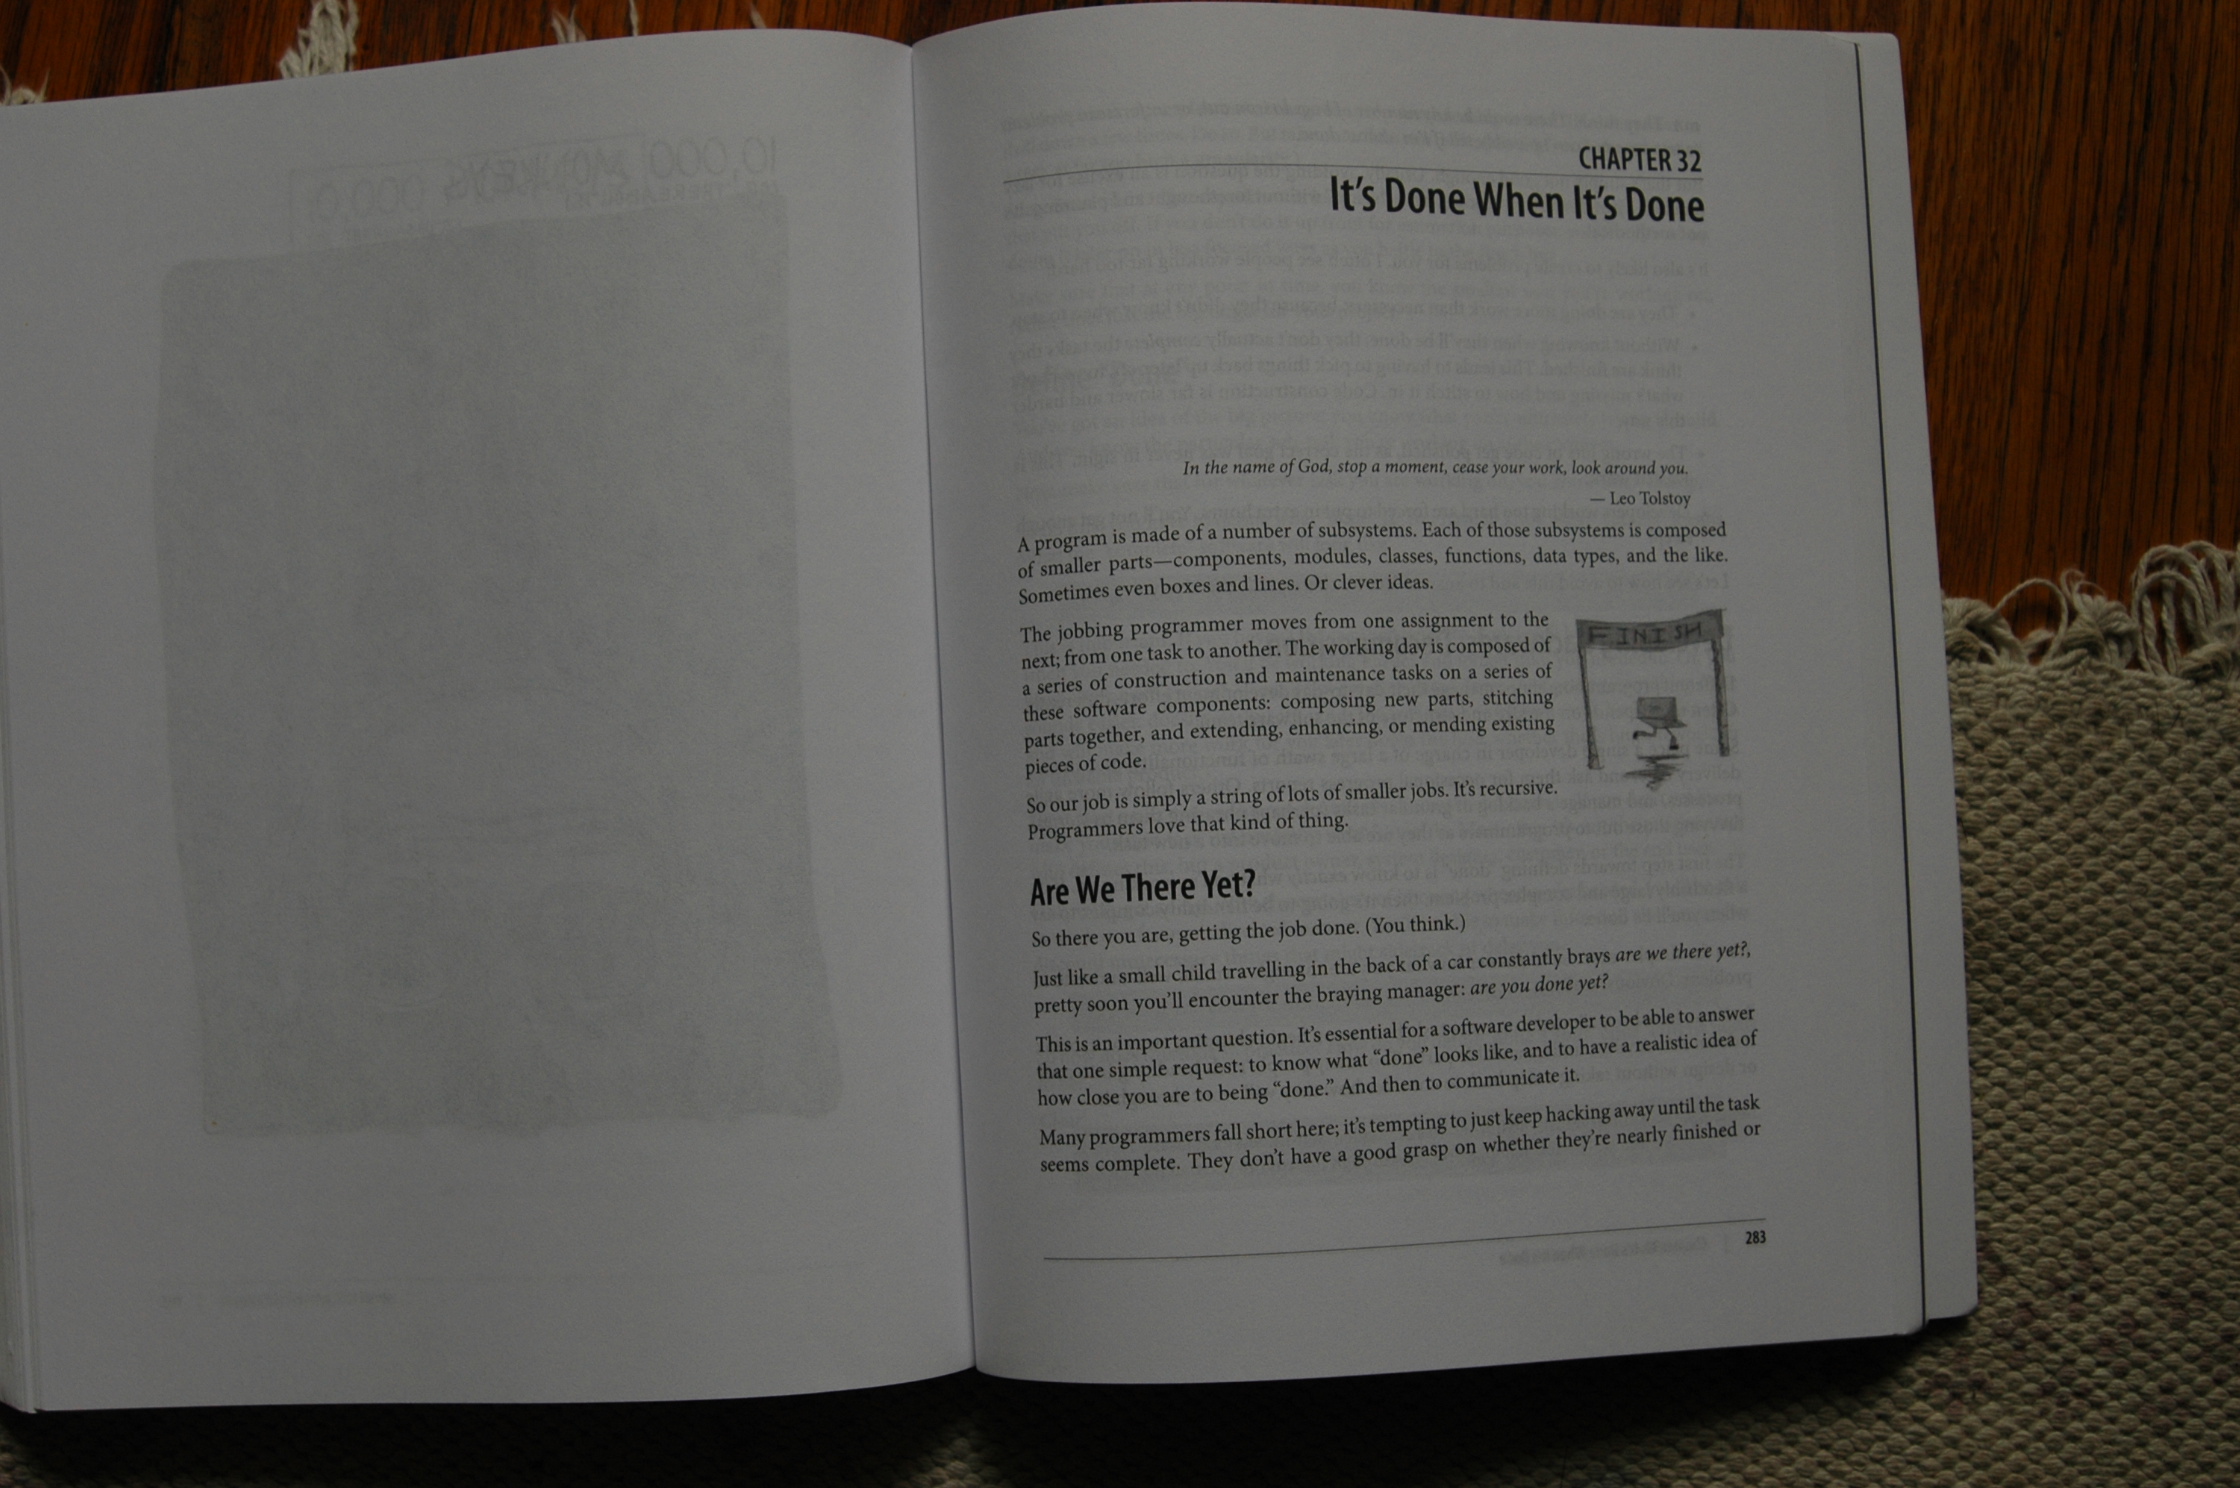 10,000 MONKEYS
CHAPTER 32
It's Done When It's Done
In the name of God, stop a moment, cease your work, look around you.
— Leo Tolstoy
A program is made of a number of subsystems. Each of those subsystems is composed
of smaller parts—components, modules, classes, functions, data types, and the like.
Sometimes even boxes and lines. Or clever ideas.
The jobbing programmer moves from one assignment to the
next; from one task to another. The working day is composed of
a series of construction and maintenance tasks on a series of
these software components: composing new parts, stitching
parts together, and extending, enhancing, or mending existing
pieces of code.
FINISH
So our job is simply a string of lots of smaller jobs. It's recursive.
Programmers love that kind of thing.
Are We There Yet?
So there you are, getting the job done. (You think.)
Just like a small child travelling in the back of a car constantly brays are we there yet?,
pretty soon you'll encounter the braying manager: are you done yet?
This is an important question. It's essential for a software developer to be able to answer
that one simple request: to know what “done” looks like, and to have a realistic idea of
how close you are to being “done.” And then to communicate it.
Many programmers fall short here; it's tempting to just keep hacking away until the task
seems complete. They don't have a good grasp on whether they're nearly finished or
283